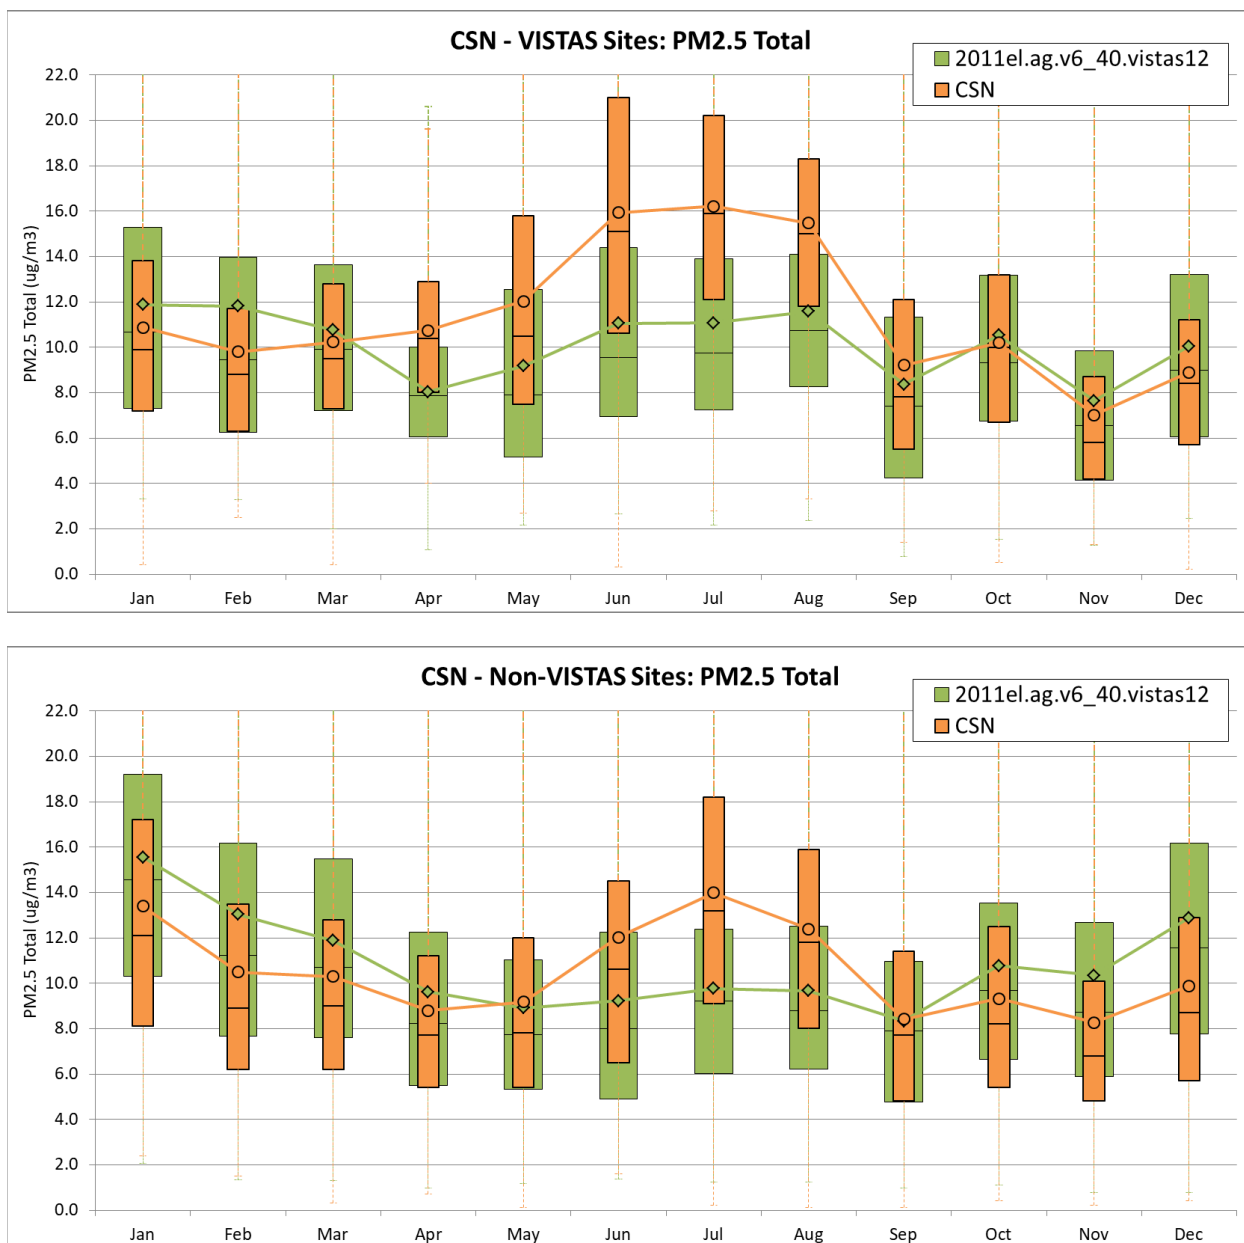 CSN - VISTAS Sites: PM2.5 Total
2011el.ag.v6_40.vistas12
CSN
PM2.5 Total (ug/m3)
22.0
20.0
18.0
16.0
14.0
12.0
10.0
8.0
6.0
4.0
2.0
0.0
Jan Feb Mar Apr May Jun Jul Aug Sep Oct Nov Dec
CSN - Non-VISTAS Sites: PM2.5 Total
2011el.ag.v6_40.vistas12
CSN
PM2.5 Total (ug/m3)
22.0
20.0
18.0
16.0
14.0
12.0
10.0
8.0
6.0
4.0
2.0
0.0
Jan Feb Mar Apr May Jun Jul Aug Sep Oct Nov Dec